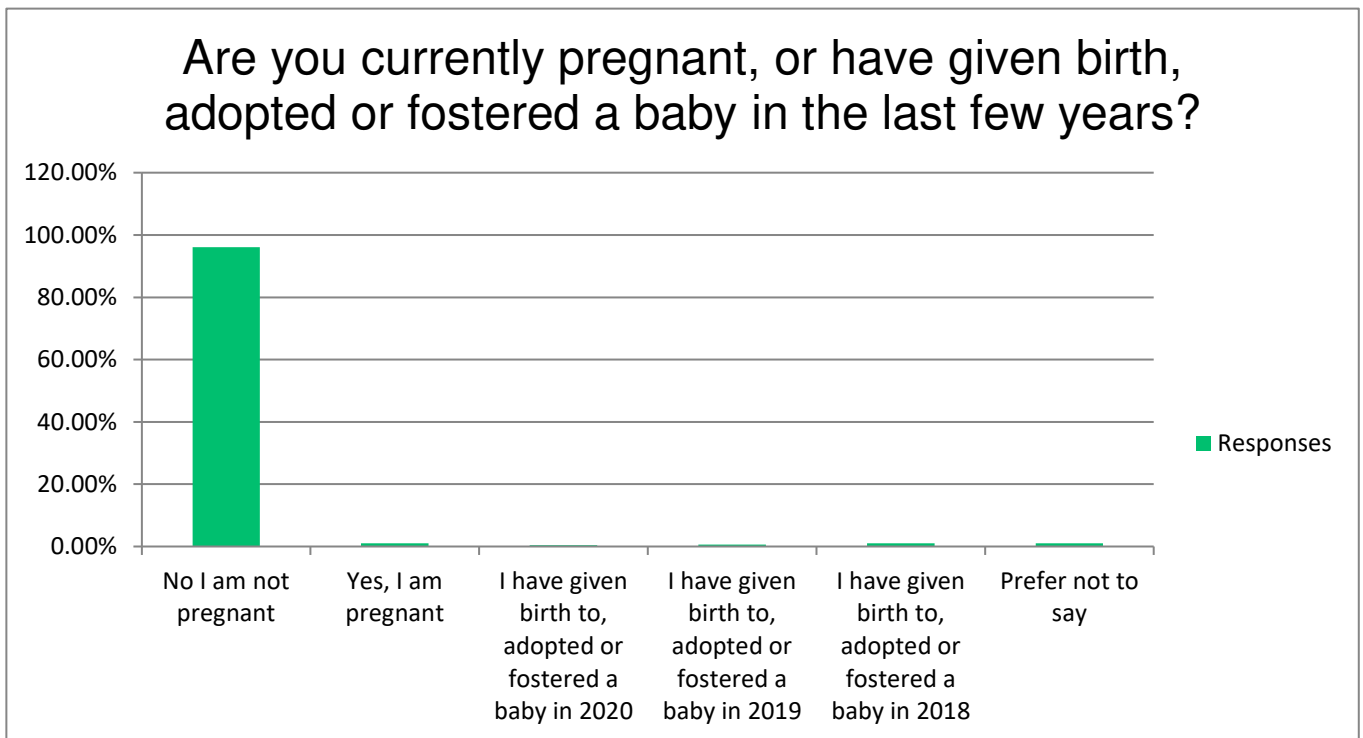 Are you currently pregnant, or have given birth,
adopted or fostered a baby in the last few years?
120.00%
100.00%
80.00%
60.00%
40.00%
20.00%
0.00%
No I am not
pregnant
Yes, I am
pregnant
I have given
birth to,
adopted or
fostered a
baby in 2020
I have given
birth to,
adopted or
fostered a
baby in 2019
I have given
birth to,
adopted or
fostered a
baby in 2018
Prefer not to
say
Responses